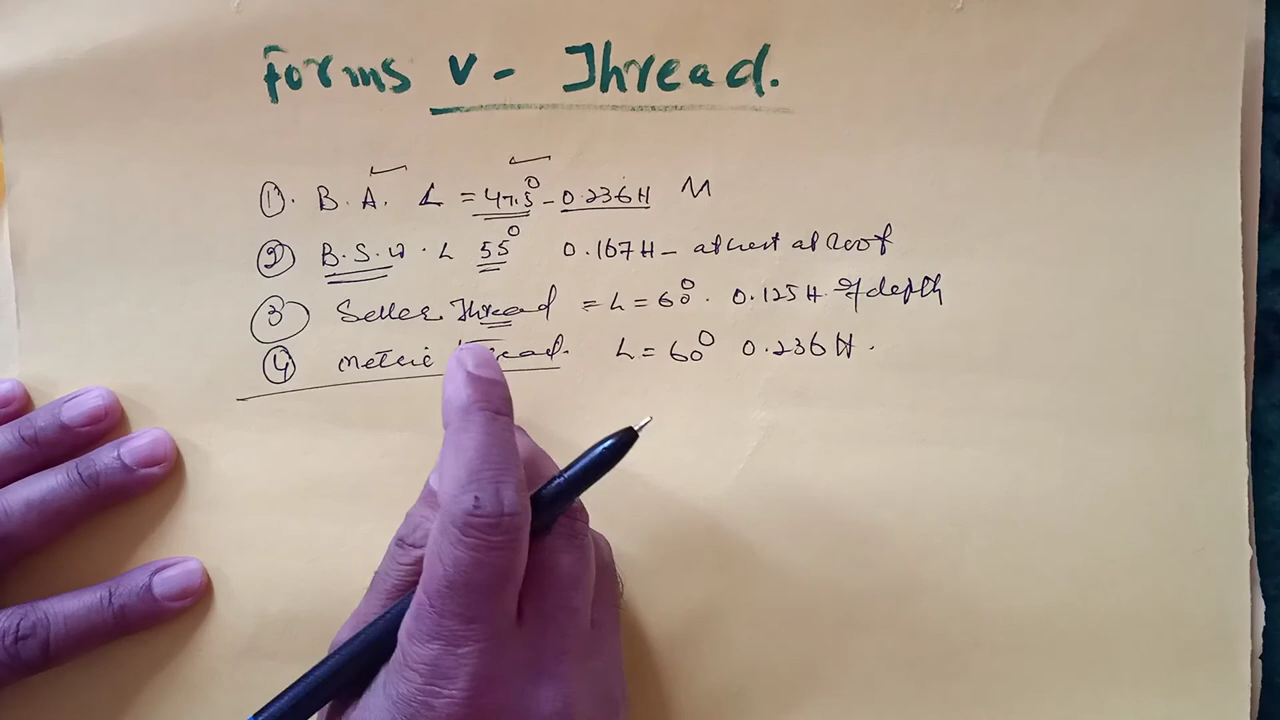 Forms V - Thread.
①. B.A. ∠ = 47.5° - 0.236H M
② B.S.W. ∠ 55° 0.167H - at crest at roof
③ Seller Thread = ∠ = 60°. 0.125H. of depth
④ Metric Thread. ∠ = 60° 0.236H.